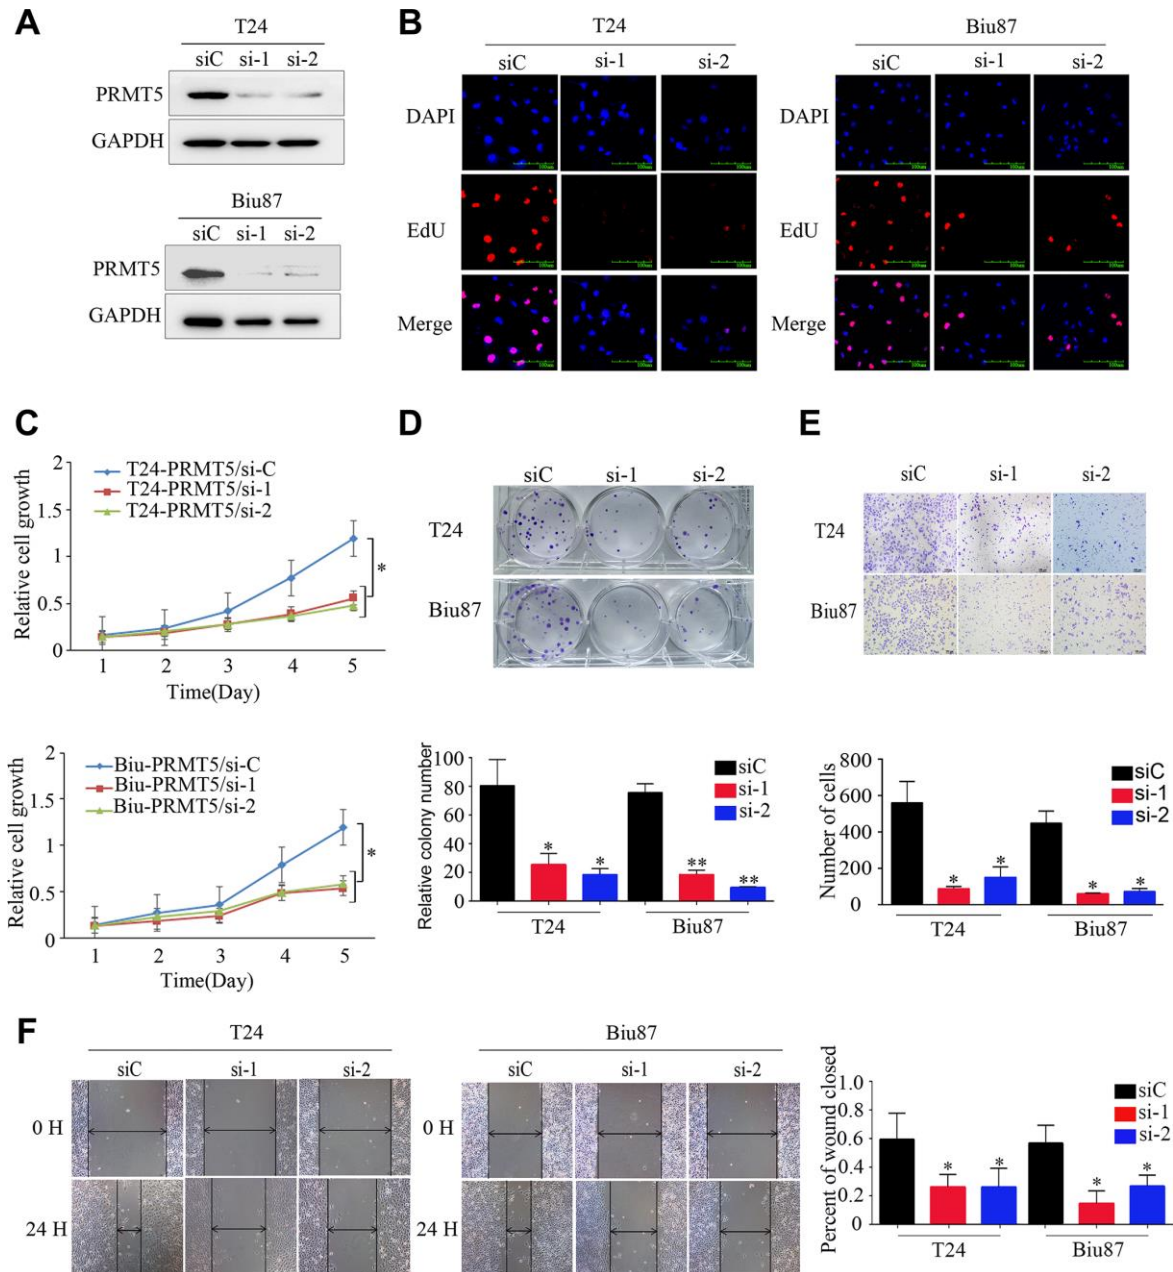 A
T24
siC si-1 si-2
PRMT5
GAPDH
Biu87
siC si-1 si-2
PRMT5
GAPDH
B
T24
siC si-1 si-2
DAPI
EdU
Merge
Biu87
siC si-1 si-2
DAPI
EdU
Merge
C
Relative cell growth
2
1.5
1
0.5
0
T24-PRMT5/si-C
T24-PRMT5/si-1
T24-PRMT5/si-2
*
1 2 3 4 5
Time(Day)
Relative cell growth
2
1.5
1
0.5
0
Biu-PRMT5/si-C
Biu-PRMT5/si-1
Biu-PRMT5/si-2
*
1 2 3 4 5
Time(Day)
D
siC si-1 si-2
T24
Biu87
Relative colony number
100
80
60
40
20
0
siC
si-1
si-2
* * ** **
T24 Biu87
E
siC si-1 si-2
T24
Biu87
Number of cells
800
600
400
200
0
siC
si-1
si-2
* * * *
T24 Biu87
F
T24
siC si-1 si-2
0 H
24 H
Biu87
siC si-1 si-2
0 H
24 H
Percent of wound closed
1.0
0.8
0.6
0.4
0.2
0
siC
si-1
si-2
* * * *
T24 Biu87